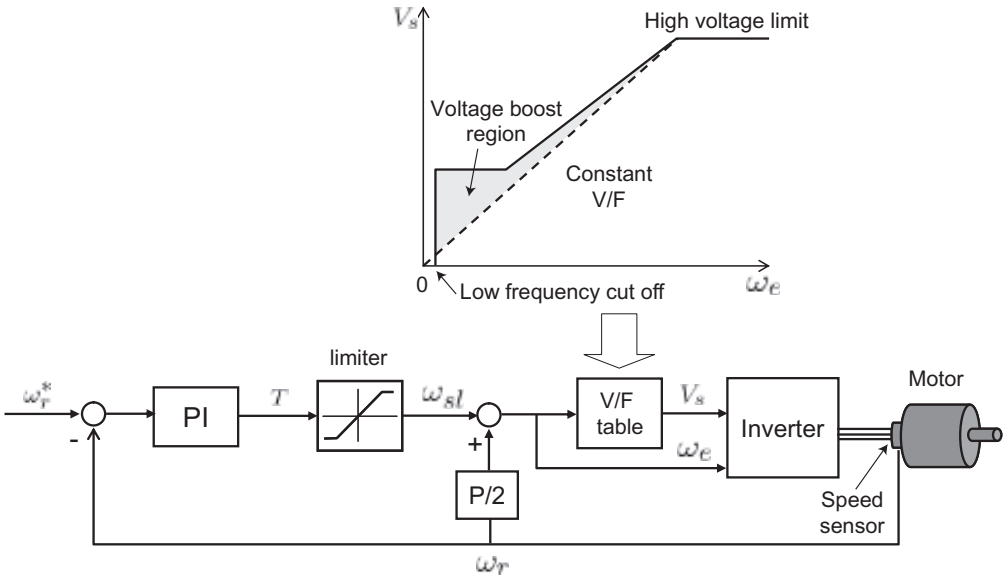 V_s
High voltage limit
Voltage boost
region
Constant
V/F
0
Low frequency cut off
ω_e
limiter
ω_r^*
-
PI
T
ω_sl
+
P/2
V/F
table
V_s
ω_e
Inverter
Motor
Speed
sensor
ω_r